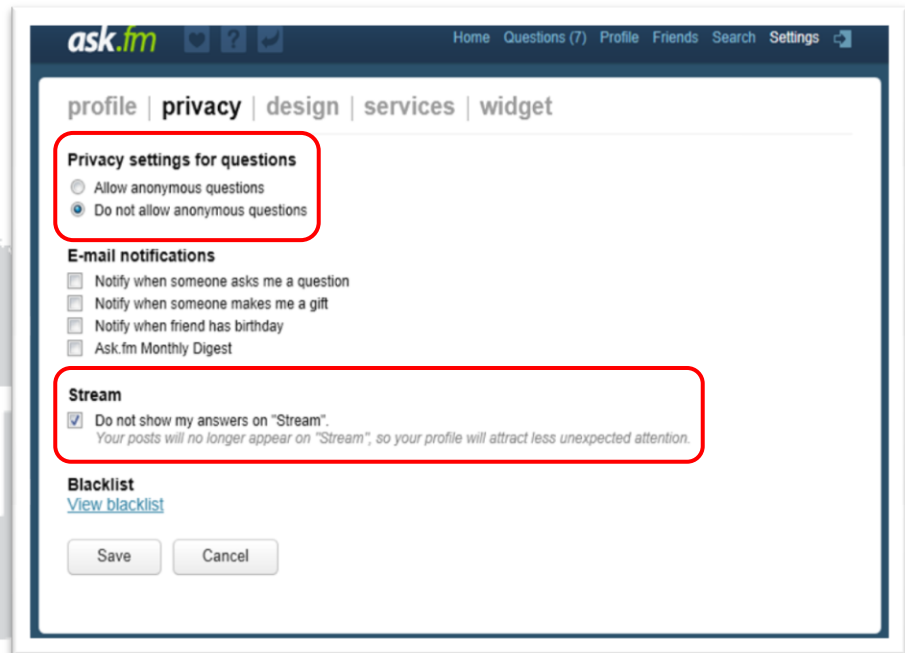 ask.fm ? Home Questions (7) Profile Friends Search Settings
profile | privacy | design | services | widget
Privacy settings for questions
Allow anonymous questions
Do not allow anonymous questions
E-mail notifications
Notify when someone asks me a question
Notify when someone makes me a gift
Notify when friend has birthday
Ask.fm Monthly Digest
Stream
Do not show my answers on "Stream".
Your posts will no longer appear on "Stream", so your profile will attract less unexpected attention.
Blacklist
View blacklist
Save Cancel